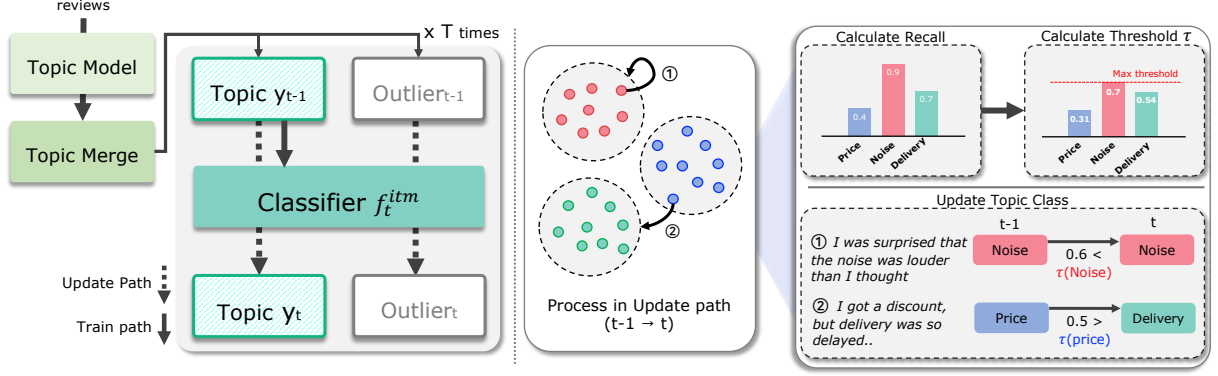 reviews
Topic Model
Topic Merge
x T times
Topic yt-1
Outliert-1
Classifier f_t^itm
Topic yt
Outliert
Update Path
Train path
①
②
Process in Update path
(t-1 → t)
Calculate Recall
0.4
0.9
0.7
Price
Noise
Delivery
Calculate Threshold τ
Max threshold
0.31
0.7
0.54
Price
Noise
Delivery
Update Topic Class
t-1
t
① I was surprised that
the noise was louder
than I thought
Noise
0.6 <
τ(Noise)
Noise
② I got a discount,
but delivery was so
delayed..
Price
0.5 >
τ(price)
Delivery